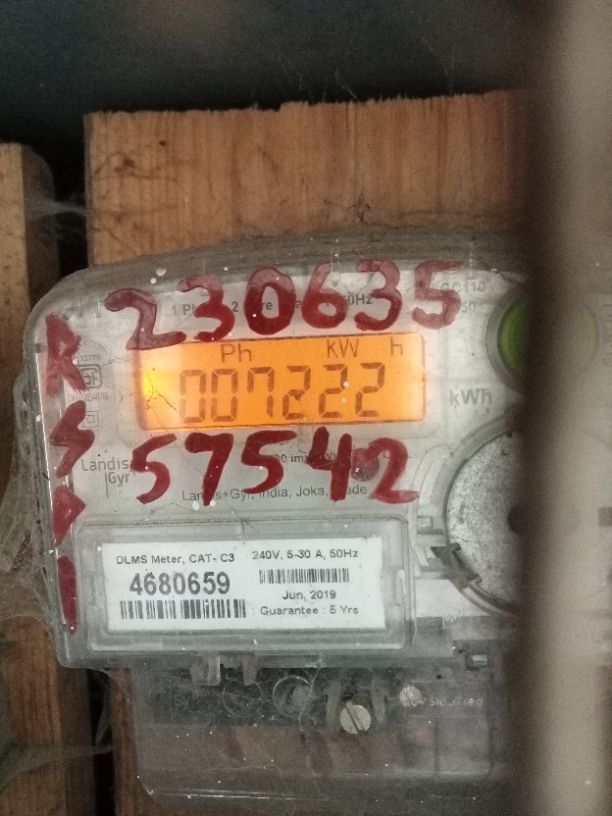 230635
Ph KW h
007222
kWh
57542
Landis
Gyr
Landis+Gyr, India, Joka,
DLMS Meter, CAT- C3 240V, 5-30 A, 50Hz
4680659
Jun, 2019
Guarantee : 5 Yrs